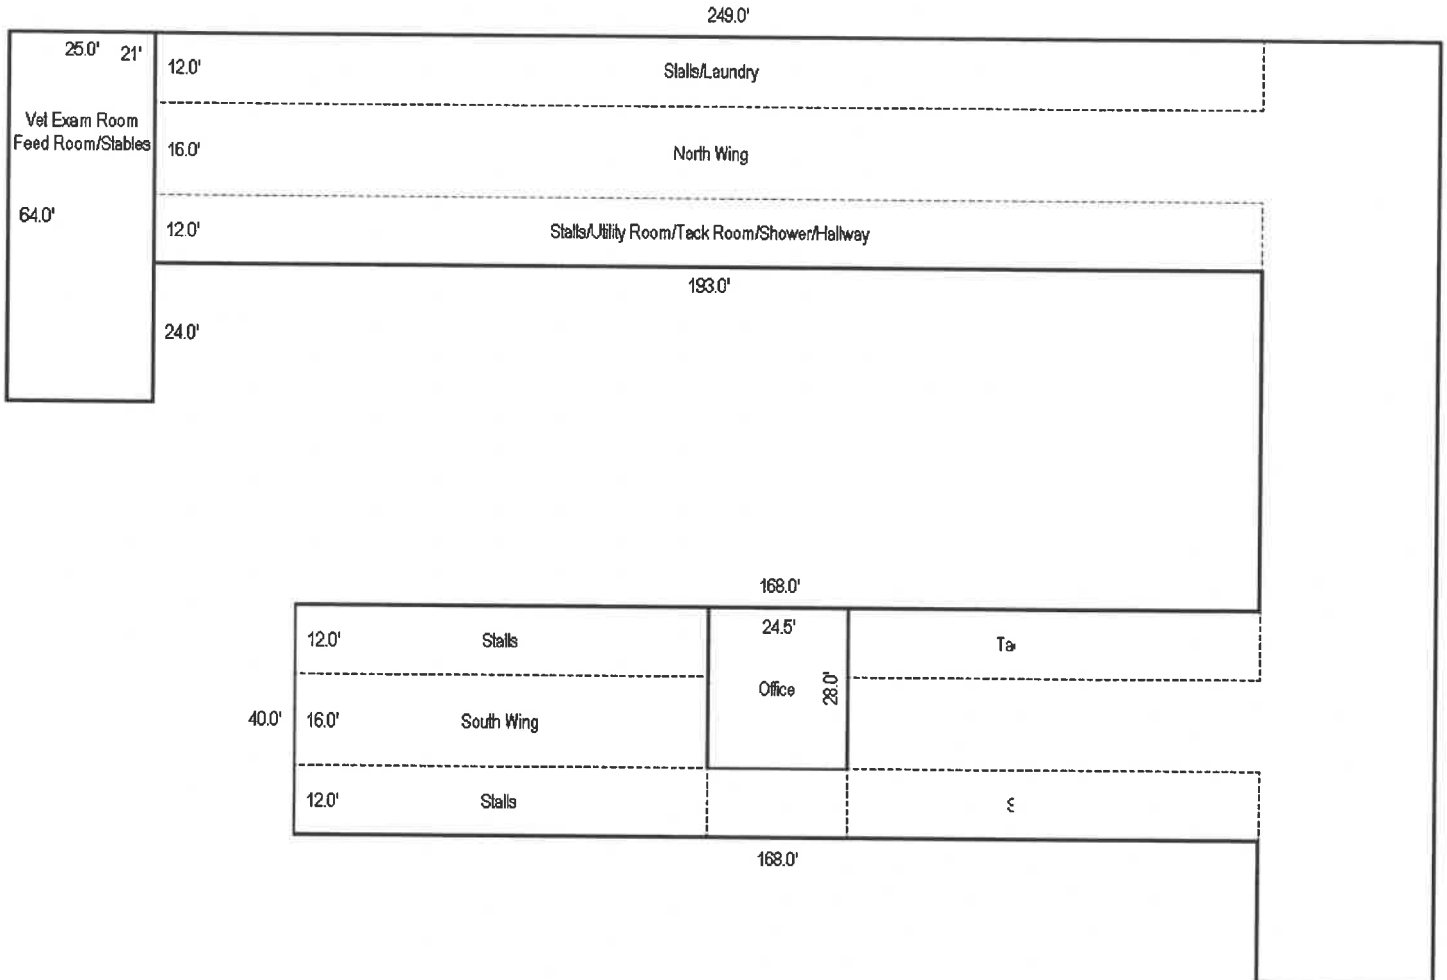 249.0'
25.0' 21'
12.0'
Stalls/Laundry
Vet Exam Room
Feed Room/Stables
16.0'
North Wing
64.0'
12.0'
Stalls/Utility Room/Tack Room/Shower/Hallway
193.0'
24.0'
168.0'
12.0'
Stalls
24.5'
Office
28.0'
40.0'
16.0'
South Wing
12.0'
Stalls
168.0'